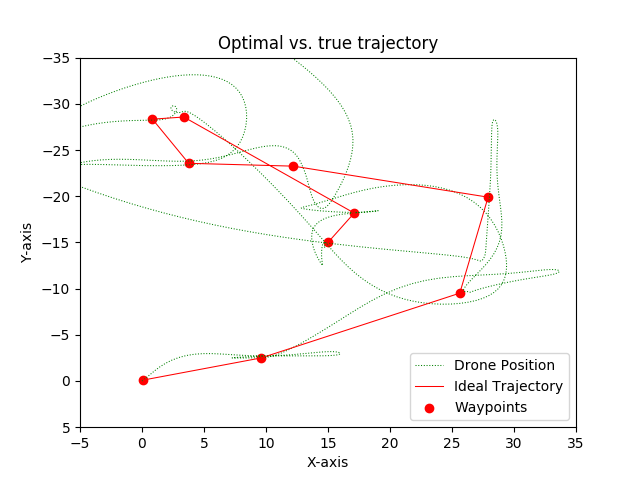 Optimal vs. true trajectory
−35
−30
−25
−20
−15
−10
−5
0
5
Y-axis
Drone Position
Ideal Trajectory
Waypoints
−5 0 5 10 15 20 25 30 35
X-axis